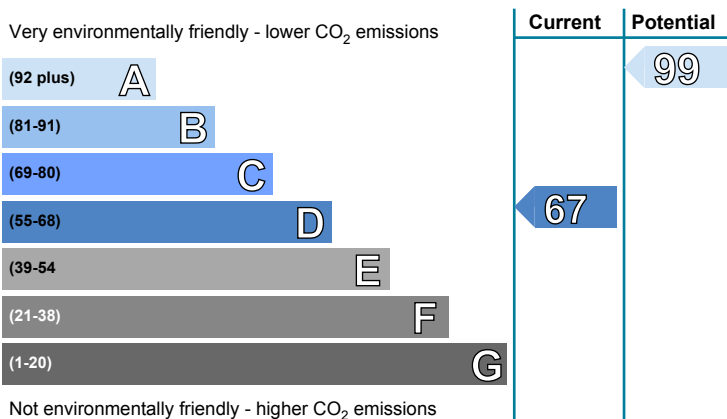 Very environmentally friendly - lower CO2 emissions
Current
Potential
(92 plus) A
99
(81-91) B
(69-80) C
(55-68) D
67
(39-54 E
(21-38) F
(1-20) G
Not environmentally friendly - higher CO2 emissions